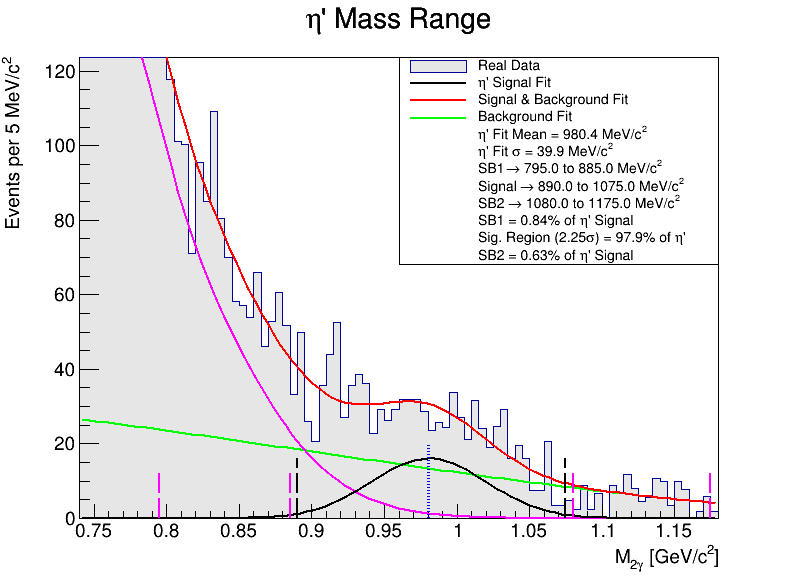 η' Mass Range
Events per 5 MeV/c²
120
100
80
60
40
20
0
Real Data
η' Signal Fit
Signal & Background Fit
Background Fit
η' Fit Mean = 980.4 MeV/c²
η' Fit σ = 39.9 MeV/c²
SB1 → 795.0 to 885.0 MeV/c²
Signal → 890.0 to 1075.0 MeV/c²
SB2 → 1080.0 to 1175.0 MeV/c²
SB1 = 0.84% of η' Signal
Sig. Region (2.25σ) = 97.9% of η'
SB2 = 0.63% of η' Signal
0.75 0.8 0.85 0.9 0.95 1 1.05 1.1 1.15
M₂γ [GeV/c²]